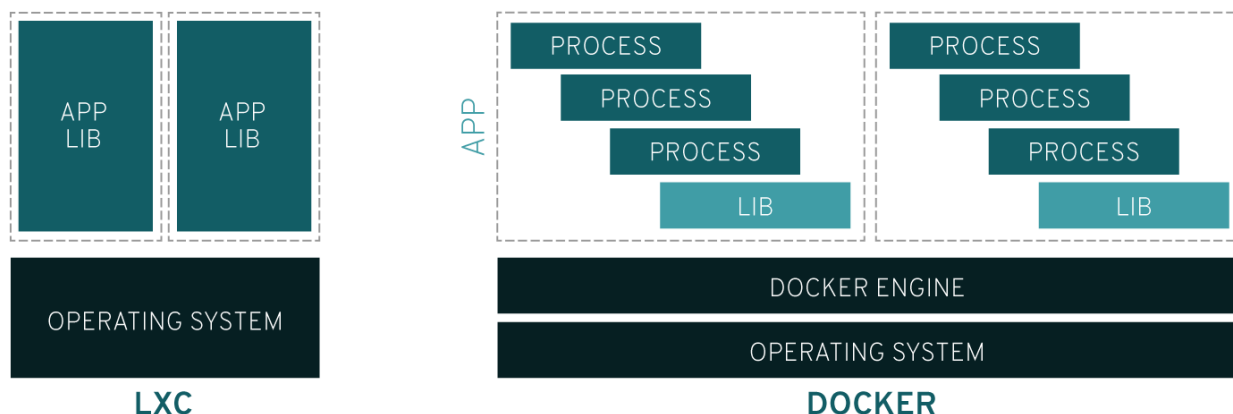 APP
LIB
APP
LIB
OPERATING SYSTEM
LXC
APP
PROCESS
PROCESS
PROCESS
LIB
PROCESS
PROCESS
PROCESS
LIB
DOCKER ENGINE
OPERATING SYSTEM
DOCKER